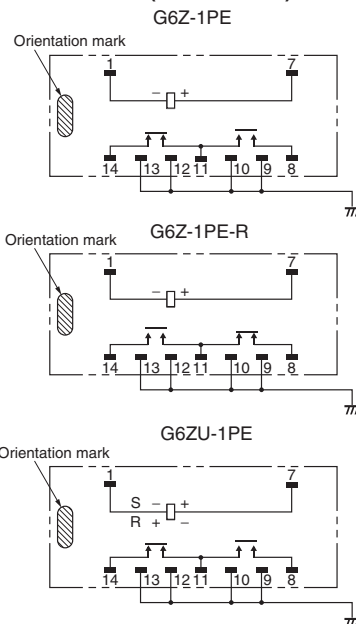 G6Z-1PE
Orientation mark
1 7
− +
14 13 12 11 10 9 8
G6Z-1PE-R
Orientation mark
1 7
− +
14 13 12 11 10 9 8
G6ZU-1PE
Orientation mark
1 7
S − +
R + −
14 13 12 11 10 9 8